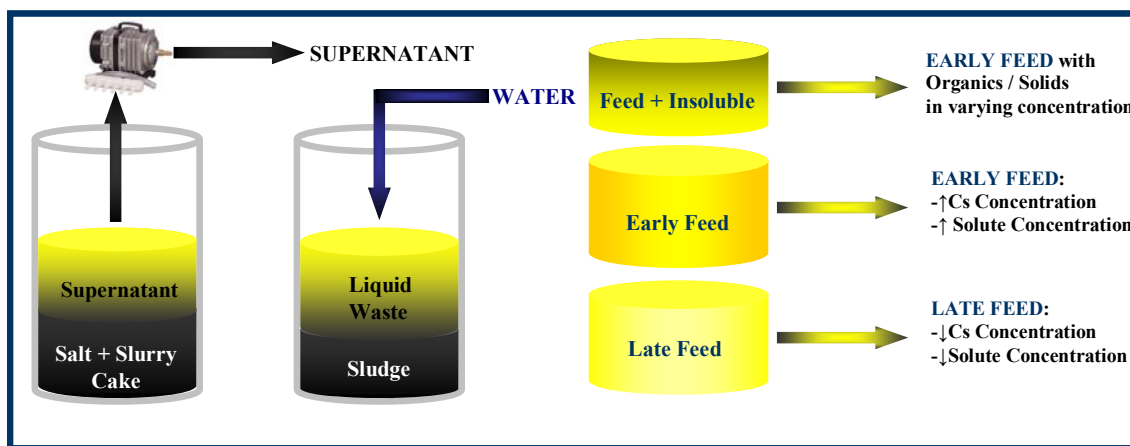 SUPERNATANT
Supernatant
Salt + Slurry
Cake
WATER
Liquid
Waste
Sludge
Feed + Insoluble
EARLY FEED with
Organics / Solids
in varying concentration
Early Feed
EARLY FEED:
-↑Cs Concentration
-↑ Solute Concentration
Late Feed
LATE FEED:
-↓Cs Concentration
-↓Solute Concentration